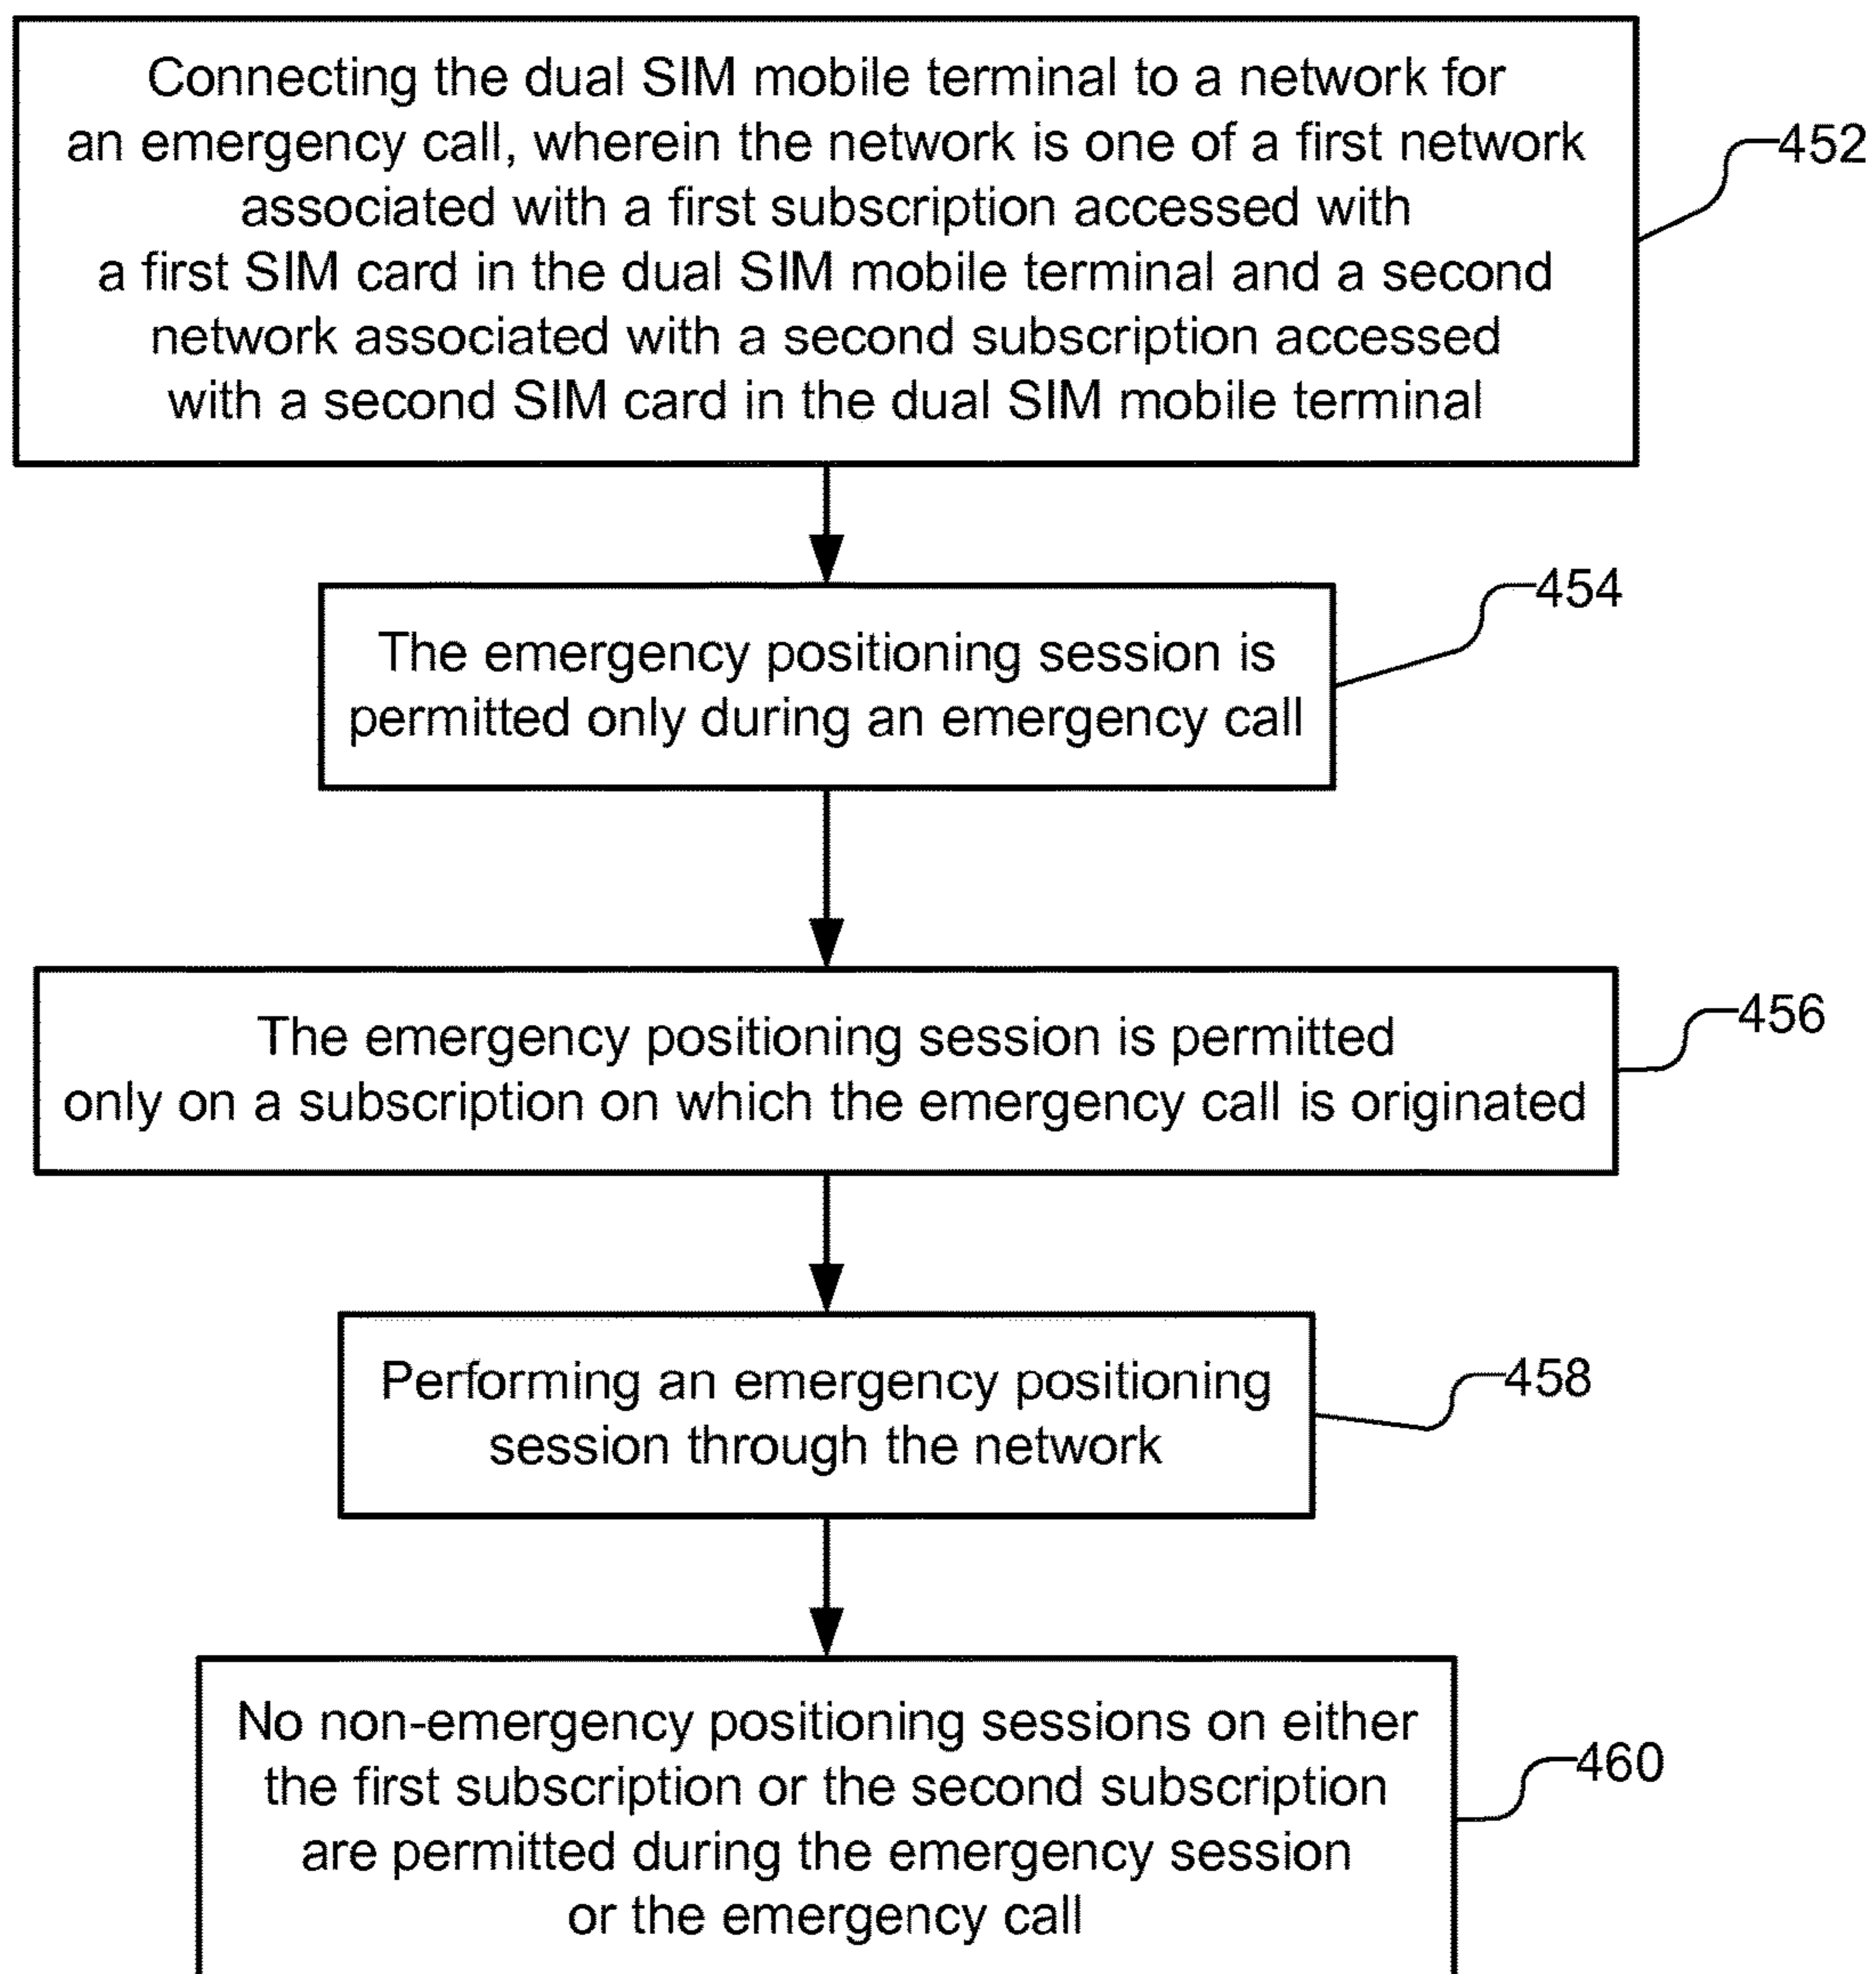 Connecting the dual SIM mobile terminal to a network for
an emergency call, wherein the network is one of a first network
associated with a first subscription accessed with
a first SIM card in the dual SIM mobile terminal and a second
network associated with a second subscription accessed
with a second SIM card in the dual SIM mobile terminal
452
The emergency positioning session is
permitted only during an emergency call
454
The emergency positioning session is permitted
only on a subscription on which the emergency call is originated
456
Performing an emergency positioning
session through the network
458
No non-emergency positioning sessions on either
the first subscription or the second subscription
are permitted during the emergency session
or the emergency call
460